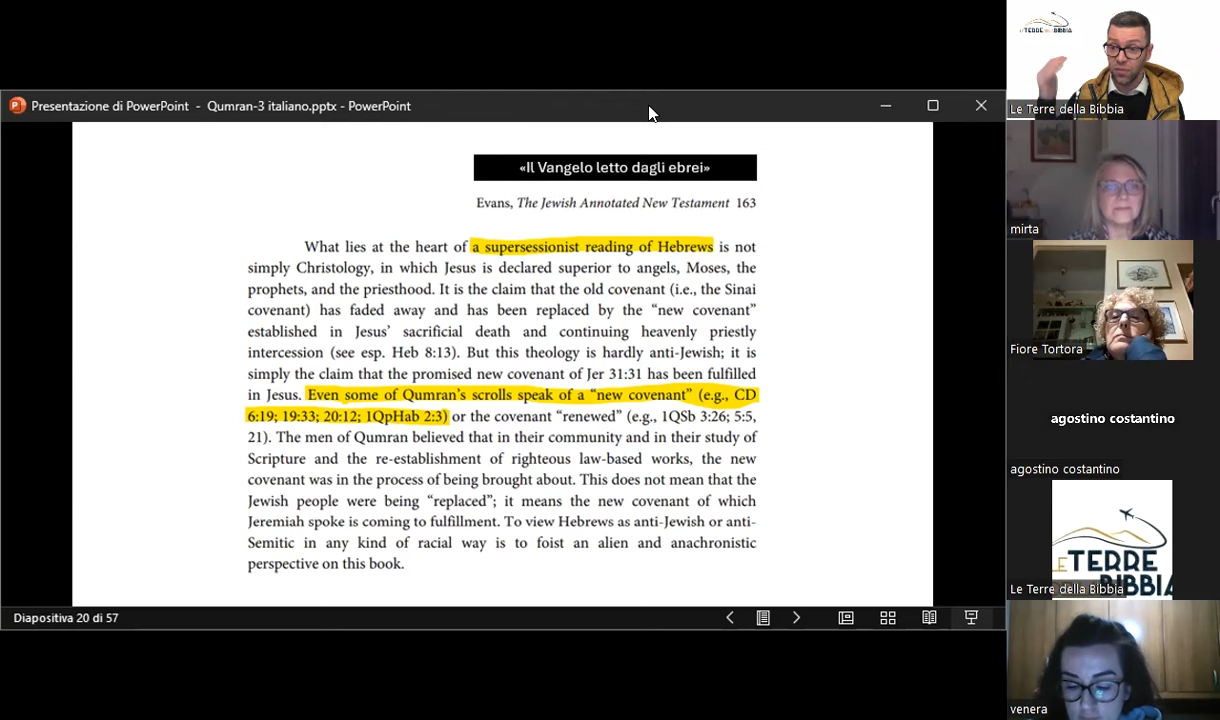 Presentazione di PowerPoint - Qumran-3 italiano.pptx - PowerPoint
«Il Vangelo letto dagli ebrei»
Evans, The Jewish Annotated New Testament 163
What lies at the heart of a supersessionist reading of Hebrews is not
simply Christology, in which Jesus is declared superior to angels, Moses, the
prophets, and the priesthood. It is the claim that the old covenant (i.e., the Sinai
covenant) has faded away and has been replaced by the “new covenant”
established in Jesus’ sacrificial death and continuing heavenly priestly
intercession (see esp. Heb 8:13). But this theology is hardly anti-Jewish; it is
simply the claim that the promised new covenant of Jer 31:31 has been fulfilled
in Jesus. Even some of Qumran’s scrolls speak of a “new covenant” (e.g., CD
6:19; 19:33; 20:12; 1QpHab 2:3) or the covenant “renewed” (e.g., 1QSb 3:26; 5:5,
21). The men of Qumran believed that in their community and in their study of
Scripture and the re-establishment of righteous law-based works, the new
covenant was in the process of being brought about. This does not mean that the
Jewish people were being “replaced”; it means the new covenant of which
Jeremiah spoke is coming to fulfillment. To view Hebrews as anti-Jewish or anti-
Semitic in any kind of racial way is to foist an alien and anachronistic
perspective on this book.
Diapositiva 20 di 57
Le Terre della Bibbia
mirta
Fiore Tortora
agostino costantino
agostino costantino
LE TERRE
BIBBIA
Le Terre della Bibbia
venera